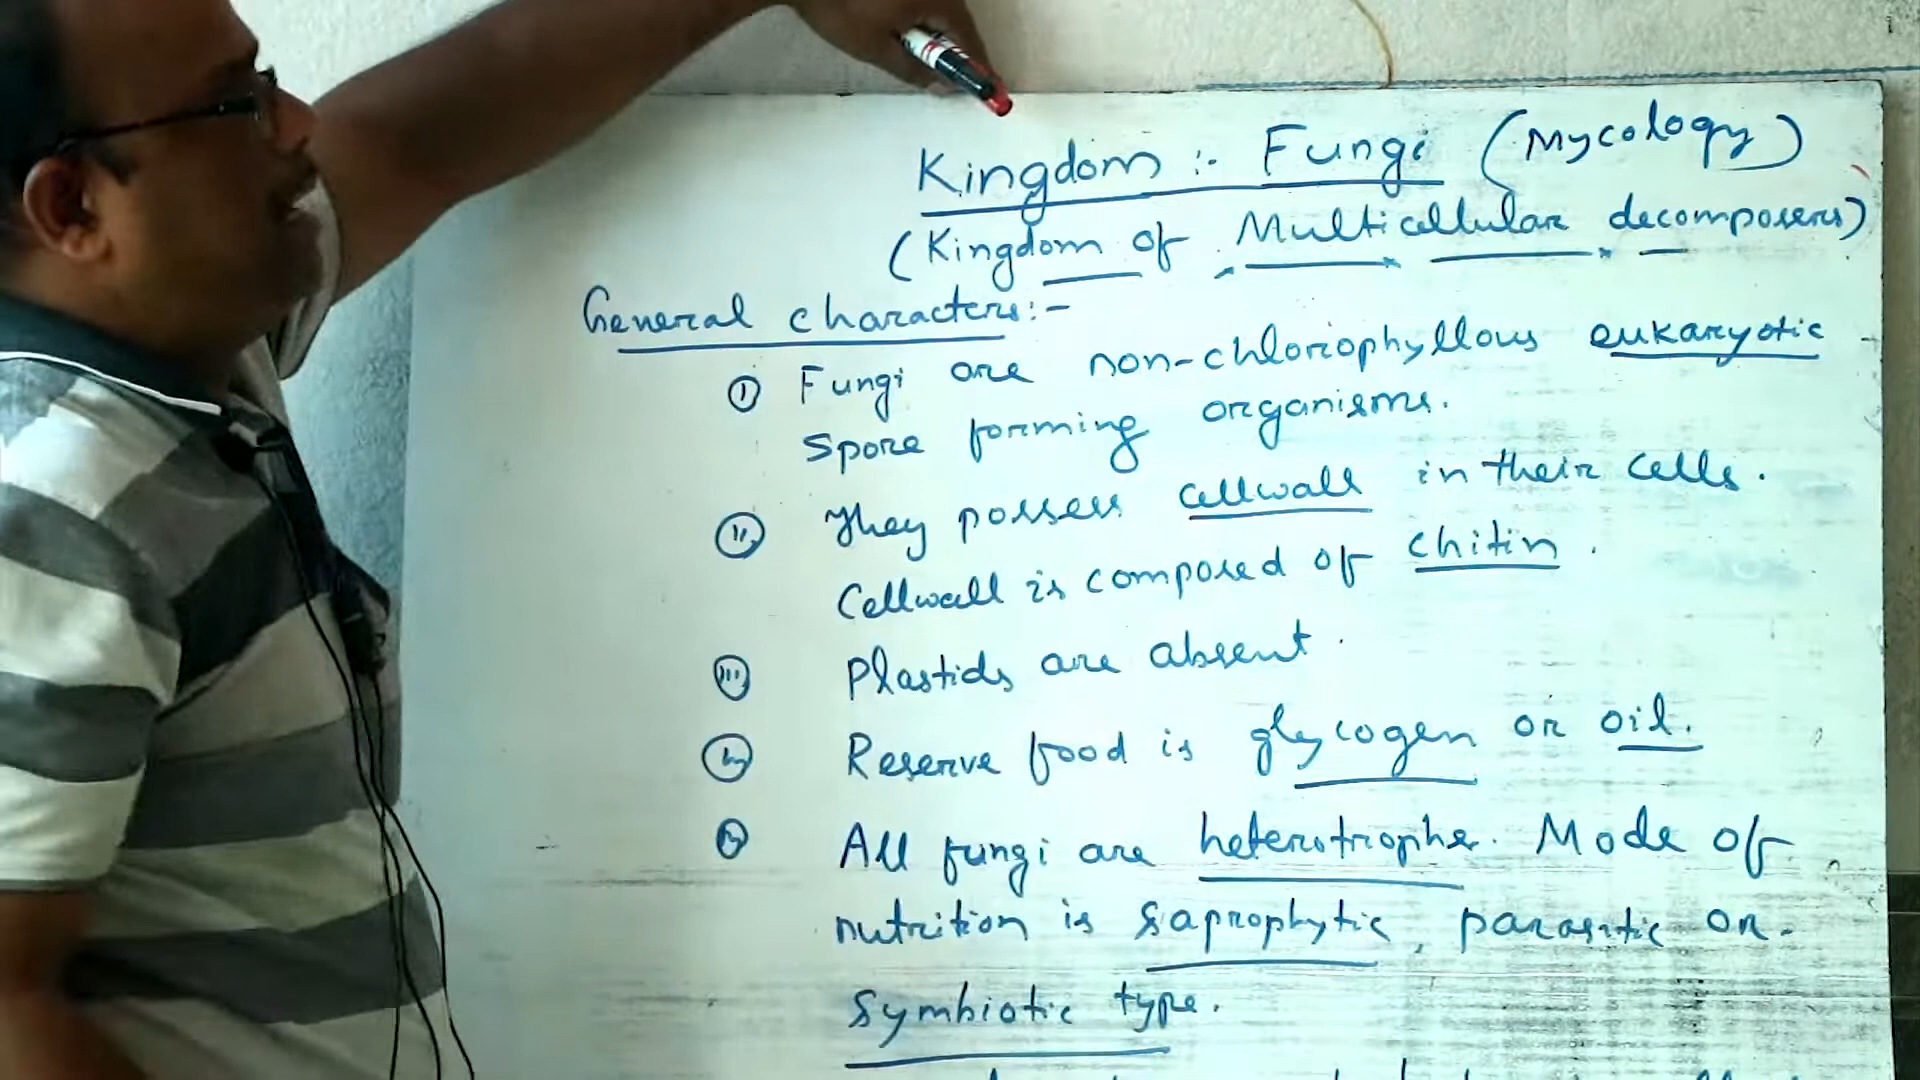 Kingdom :- Fungi (Mycology)
(Kingdom of Multicellular decomposers)
General characters:-
(i) Fungi are non-chlorophyllous eukaryotic
Spore forming organisms.
(ii) They possess cellwall in their cells.
Cellwall is composed of chitin.
(iii) Plastids are absent.
(iv) Reserve food is glycogen or oil.
(v) All fungi are heterotrophs. Mode of
nutrition is saprophytic, parasitic or
symbiotic type.